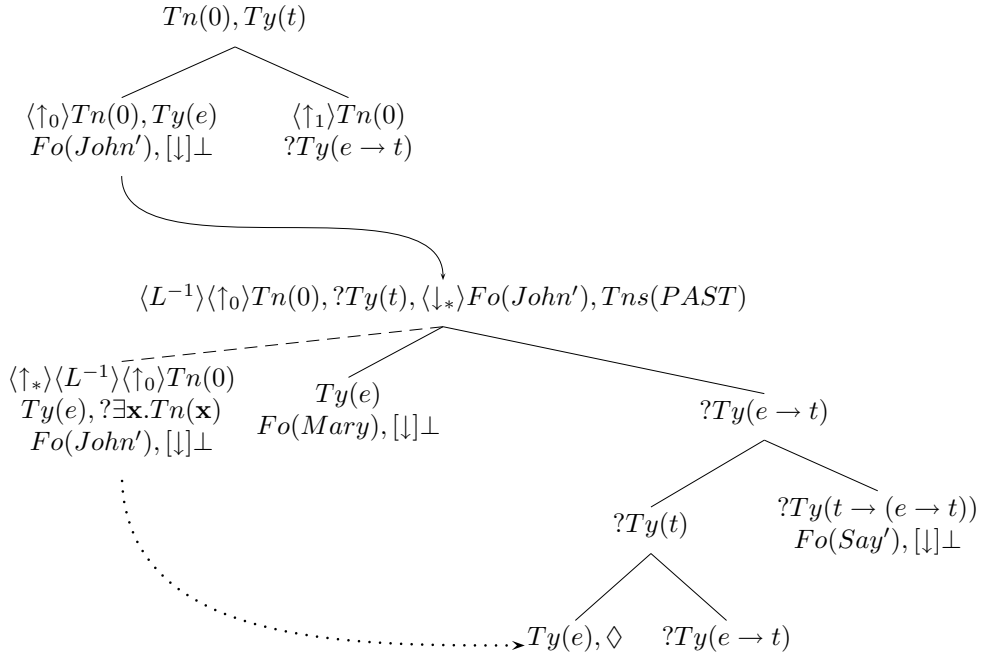 Tn(0), Ty(t)
⟨↑₀⟩Tn(0), Ty(e)
Fo(John′), [↓]⊥
⟨↑₁⟩Tn(0)
?Ty(e → t)
⟨L⁻¹⟩⟨↑₀⟩Tn(0), ?Ty(t), ⟨↓∗⟩Fo(John′), Tns(PAST)
⟨↑∗⟩⟨L⁻¹⟩⟨↑₀⟩Tn(0)
Ty(e), ?∃x.Tn(x)
Fo(John′), [↓]⊥
Ty(e)
Fo(Mary), [↓]⊥
?Ty(e → t)
?Ty(t)
?Ty(t → (e → t))
Fo(Say′), [↓]⊥
Ty(e), ♢
?Ty(e → t)